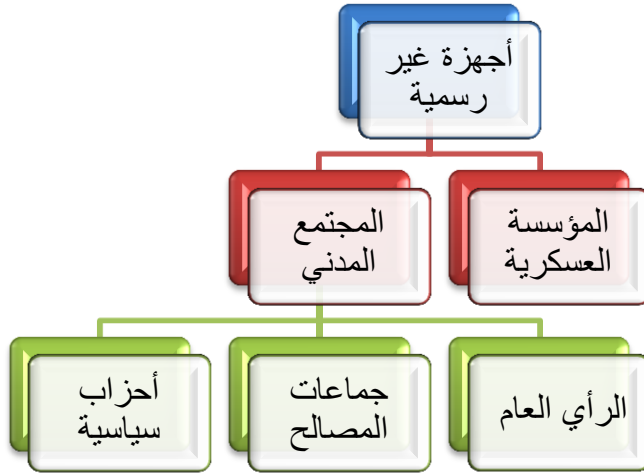 أجهزة غير
رسمية
المؤسسة
العسكرية
المجتمع
المدني
الرأي العام
جماعات
المصالح
أحزاب
سياسية